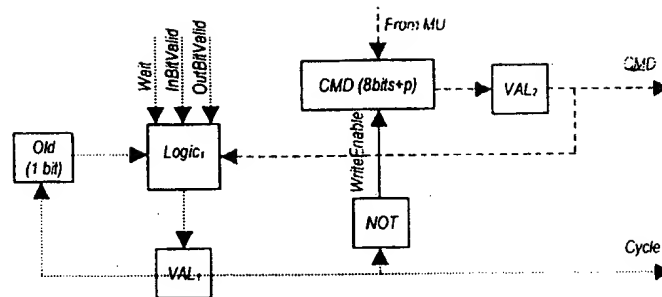 From MU
Wait
InBitValid
OutBitValid
CMD (8bits+p)
VAL₂
CMD
Old
(1 bit)
Logic₁
WriteEnable
NOT
VAL₁
Cycle